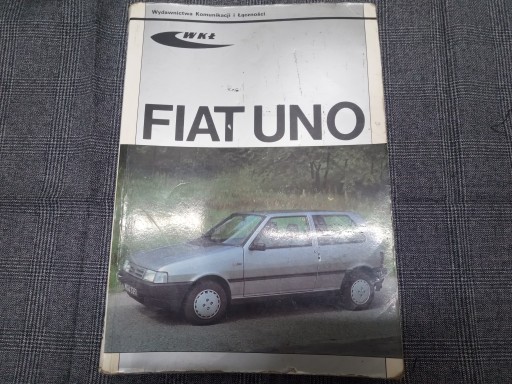 Wydawnictwa Komunikacji i Łączności
WKŁ
FIAT UNO